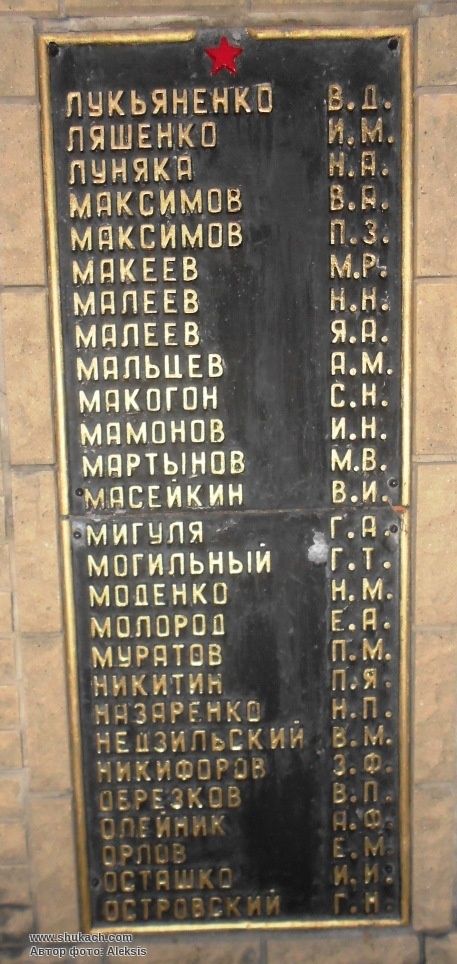 ЛУКЬЯНЕНКО В.Д.
ЛЯШЕНКО И.М.
ЛУНЯКА Н.А.
МАКСИМОВ В.А.
МАКСИМОВ П.З.
МАКЕЕВ М.Р.
МАЛЕЕВ Н.Н.
МАЛЕЕВ Я.А.
МАЛЬЦЕВ А.М.
МАКОГОН С.Н.
МАМОНОВ И.Н.
МАРТЫНОВ М.В.
МАСЕЙКИН В.И.
МИГУЛЯ Г.А.
МОГИЛЬНЫЙ Г.Т.
МОДЕНКО Н.М.
МОЛОРОД Е.А.
МУРАТОВ П.М.
НИКИТИН П.Я.
НАЗАРЕНКО Н.П.
НЕДЗИЛЬСКИЙ В.М.
НИКИФОРОВ З.Ф.
ОБРЕЗКОВ В.П.
ОЛЕЙНИК А.Ф.
ОРЛОВ Е.М
ОСТАШКО И.И.
ОСТРОВСКИЙ Г.Н.
www.shukach.com
Автор фото: Aleksis